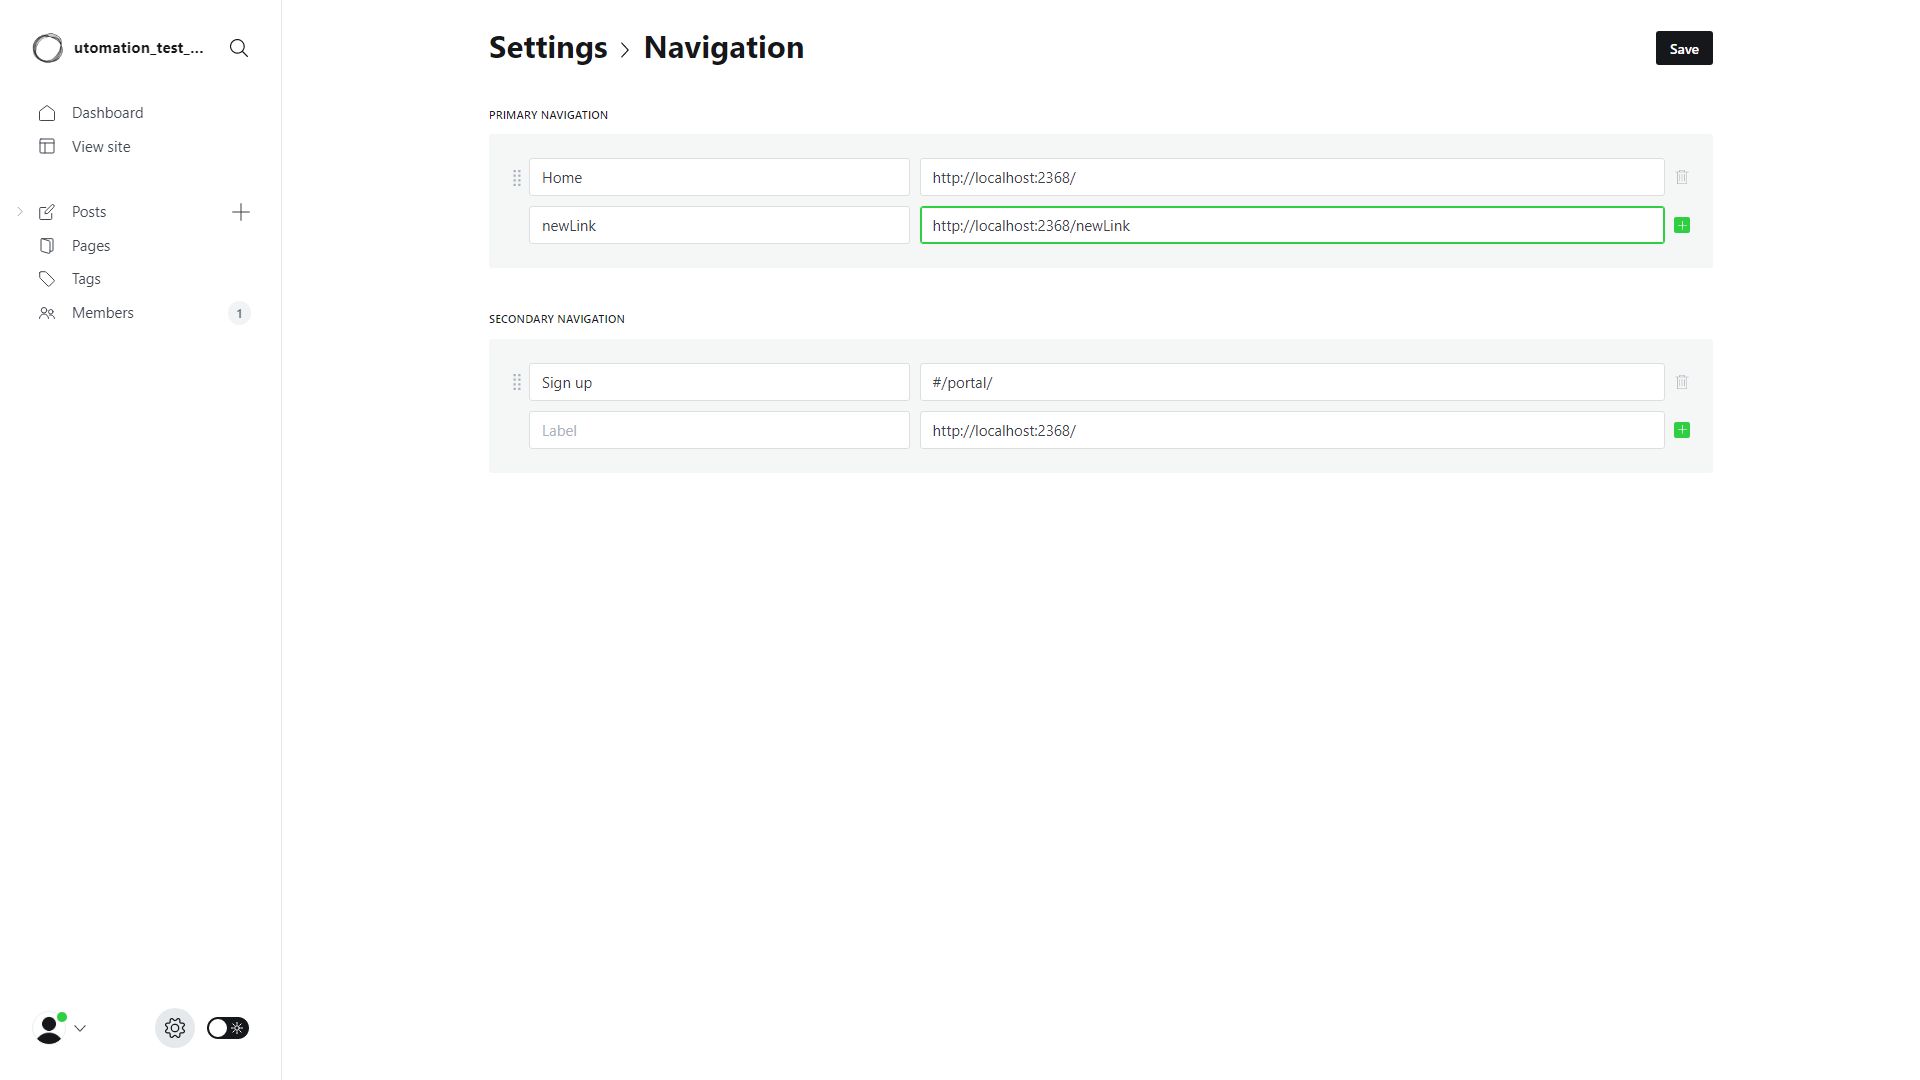 utomation_test_...
Dashboard
View site
Posts
Pages
Tags
Members 1
Settings > Navigation
Save
PRIMARY NAVIGATION
Home http://localhost:2368/
newLink http://localhost:2368/newLink
SECONDARY NAVIGATION
Sign up #/portal/
Label http://localhost:2368/